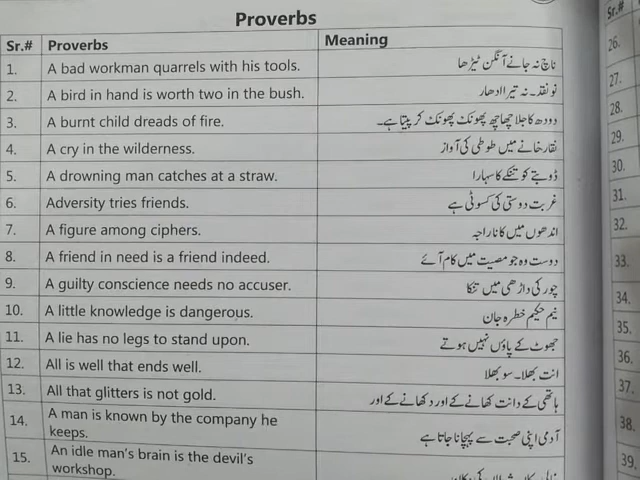 Proverbs
Sr.# Proverbs Meaning
1. A bad workman quarrels with his tools. ناچ نہ جانے آنگن ٹیڑھا
2. A bird in hand is worth two in the bush. نو نقد۔ نہ تیرا ادھار
3. A burnt child dreads of fire. دودھ کا جلا چھاچھ پھونک پھونک کر پیتا ہے۔
4. A cry in the wilderness. نقار خانے میں طوطی کی آواز
5. A drowning man catches at a straw. ڈوبتے کو تنکے کا سہارا
6. Adversity tries friends. غربت دوستی کی کسوٹی ہے
7. A figure among ciphers. اندھوں میں کانا راجہ
8. A friend in need is a friend indeed. دوست وہ جو مصیبت میں کام آئے
9. A guilty conscience needs no accuser. چور کی داڑھی میں تنکا
10. A little knowledge is dangerous. نیم حکیم خطرہ جان
11. A lie has no legs to stand upon. جھوٹ کے پاؤں نہیں ہوتے
12. All is well that ends well. انت بھلا۔ سو بھلا
13. All that glitters is not gold. ہاتھی کے دانت کھانے کے اور دکھانے کے اور
14. A man is known by the company he آدمی اپنی صحبت سے پہچانا جاتا ہے
keeps.
15. An idle man's brain is the devil's
workshop.
Sr.#
26.
27.
28.
29.
30.
31.
32.
33.
34.
35.
36.
37.
38.
39.